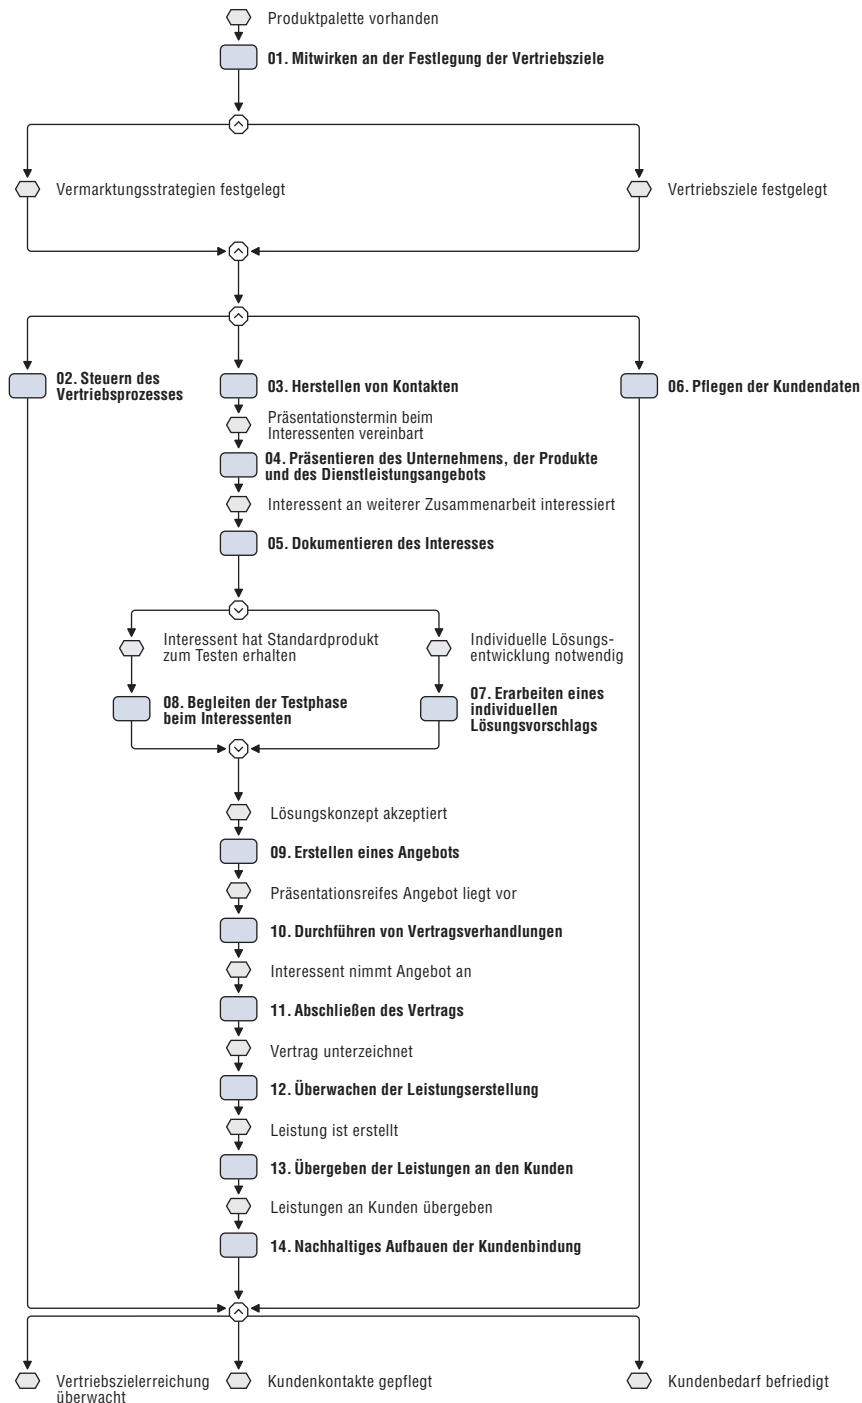 Produktpalette vorhanden
01. Mitwirken an der Festlegung der Vertriebsziele
Vermarktungsstrategien festgelegt
Vertriebsziele festgelegt
02. Steuern des
Vertriebsprozesses
03. Herstellen von Kontakten
06. Pflegen der Kundendaten
Präsentationstermin beim
Interessenten vereinbart
04. Präsentieren des Unternehmens, der Produkte
und des Dienstleistungsangebots
Interessent an weiterer Zusammenarbeit interessiert
05. Dokumentieren des Interesses
Interessent hat Standardprodukt
zum Testen erhalten
Individuelle Lösungs-
entwicklung notwendig
08. Begleiten der Testphase
beim Interessenten
07. Erarbeiten eines
individuellen
Lösungsvorschlags
Lösungskonzept akzeptiert
09. Erstellen eines Angebots
Präsentationsreifes Angebot liegt vor
10. Durchführen von Vertragsverhandlungen
Interessent nimmt Angebot an
11. Abschließen des Vertrags
Vertrag unterzeichnet
12. Überwachen der Leistungserstellung
Leistung ist erstellt
13. Übergeben der Leistungen an den Kunden
Leistungen an Kunden übergeben
14. Nachhaltiges Aufbauen der Kundenbindung
Vertriebszielerreichung
überwacht
Kundenkontakte gepflegt
Kundenbedarf befriedigt